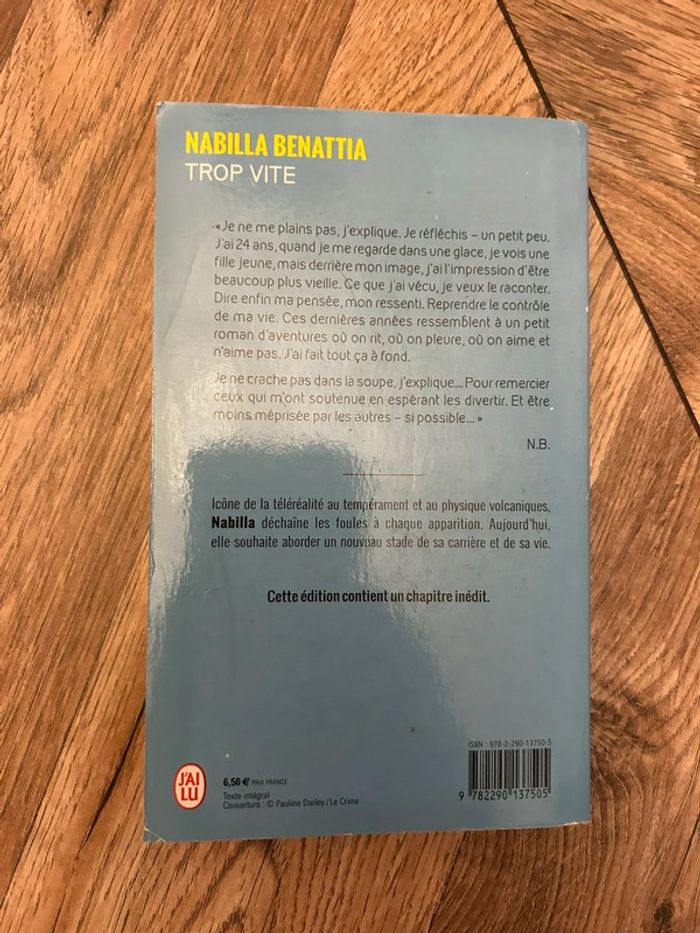 NABILLA BENATTIA
TROP VITE
«Je ne me plains pas, j'explique. Je réfléchis – un petit peu.
J'ai 24 ans, quand je me regarde dans une glace, je vois une
fille jeune, mais derrière mon image, j'ai l'impression d'être
beaucoup plus vieille. Ce que j'ai vécu, je veux le raconter.
Dire enfin ma pensée, mon ressenti. Reprendre le contrôle
de ma vie. Ces dernières années ressemblent à un petit
roman d'aventures où on rit, où on pleure, où on aime et
n'aime pas. J'ai fait tout ça à fond.
Je ne crache pas dans la soupe, j'explique... Pour remercier
ceux qui m'ont soutenue en espérant les divertir. Et être
moins méprisée par les autres – si possible... »
N.B.
Icône de la téléréalité au tempérament et au physique volcaniques,
Nabilla déchaîne les foules à chaque apparition. Aujourd'hui,
elle souhaite aborder un nouveau stade de sa carrière et de sa vie.
Cette édition contient un chapitre inédit.
ISBN : 978-2-290-13750-5
J'AI
LU
6,50 € PRIX FRANCE
Texte intégral
Couverture : © Pauline Darley / Le Crime
9 782290 137505